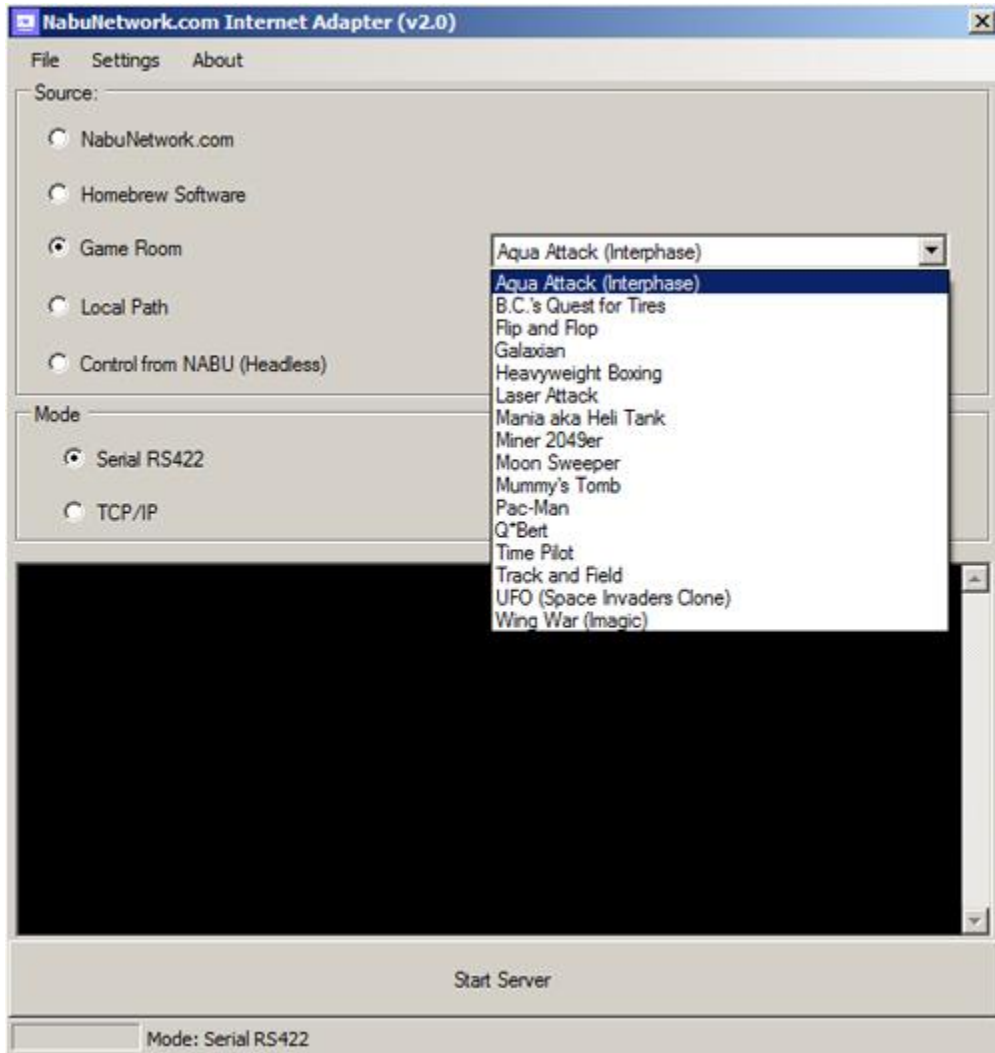 NabuNetwork.com Internet Adapter (v2.0)
File Settings About
Source:
NabuNetwork.com
Homebrew Software
Game Room
Aqua Attack (Interphase)
Aqua Attack (Interphase)
B.C.'s Quest for Tires
Flip and Flop
Galaxian
Heavyweight Boxing
Laser Attack
Mania aka Heli Tank
Miner 2049er
Moon Sweeper
Mummy's Tomb
Pac-Man
Q*Bert
Time Pilot
Track and Field
UFO (Space Invaders Clone)
Wing War (Imagic)
Local Path
Control from NABU (Headless)
Mode
Serial RS422
TCP/IP
Start Server
Mode: Serial RS422